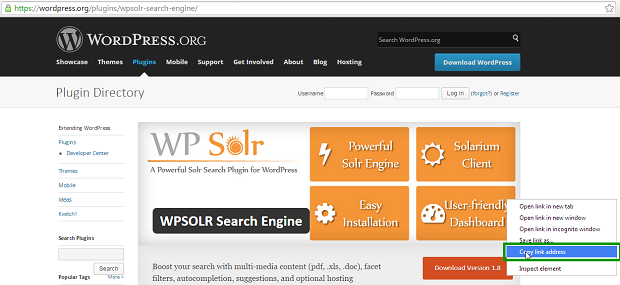 https://wordpress.org/plugins/wpsolr-search-engine/
WORDPRESS.ORG
Search WordPress.org
Showcase Themes Plugins Mobile Support Get Involved About Blog Hosting
Download WordPress
Plugin Directory
Username Password Log in (forgot?) or Register
Extending WordPress
Plugins
Developer Center
Themes
Mobile
Ideas
Kvetch!
Search Plugins
Search
Popular Tags More »
WP Solr
A Powerful Solr Search Plugin for WordPress
WPSOLR Search Engine
Powerful
Solr Engine
Solarium
Client
Easy
Installation
User-friendly
Dashboard
Open link in new tab
Open link in new window
Open link in incognito window
Save link as...
Copy link address
Inspect element
Boost your search with multi-media content (pdf, .xls, .doc), facet
filters, autocompletion, suggestions, and optional hosting
Download Version 1.8